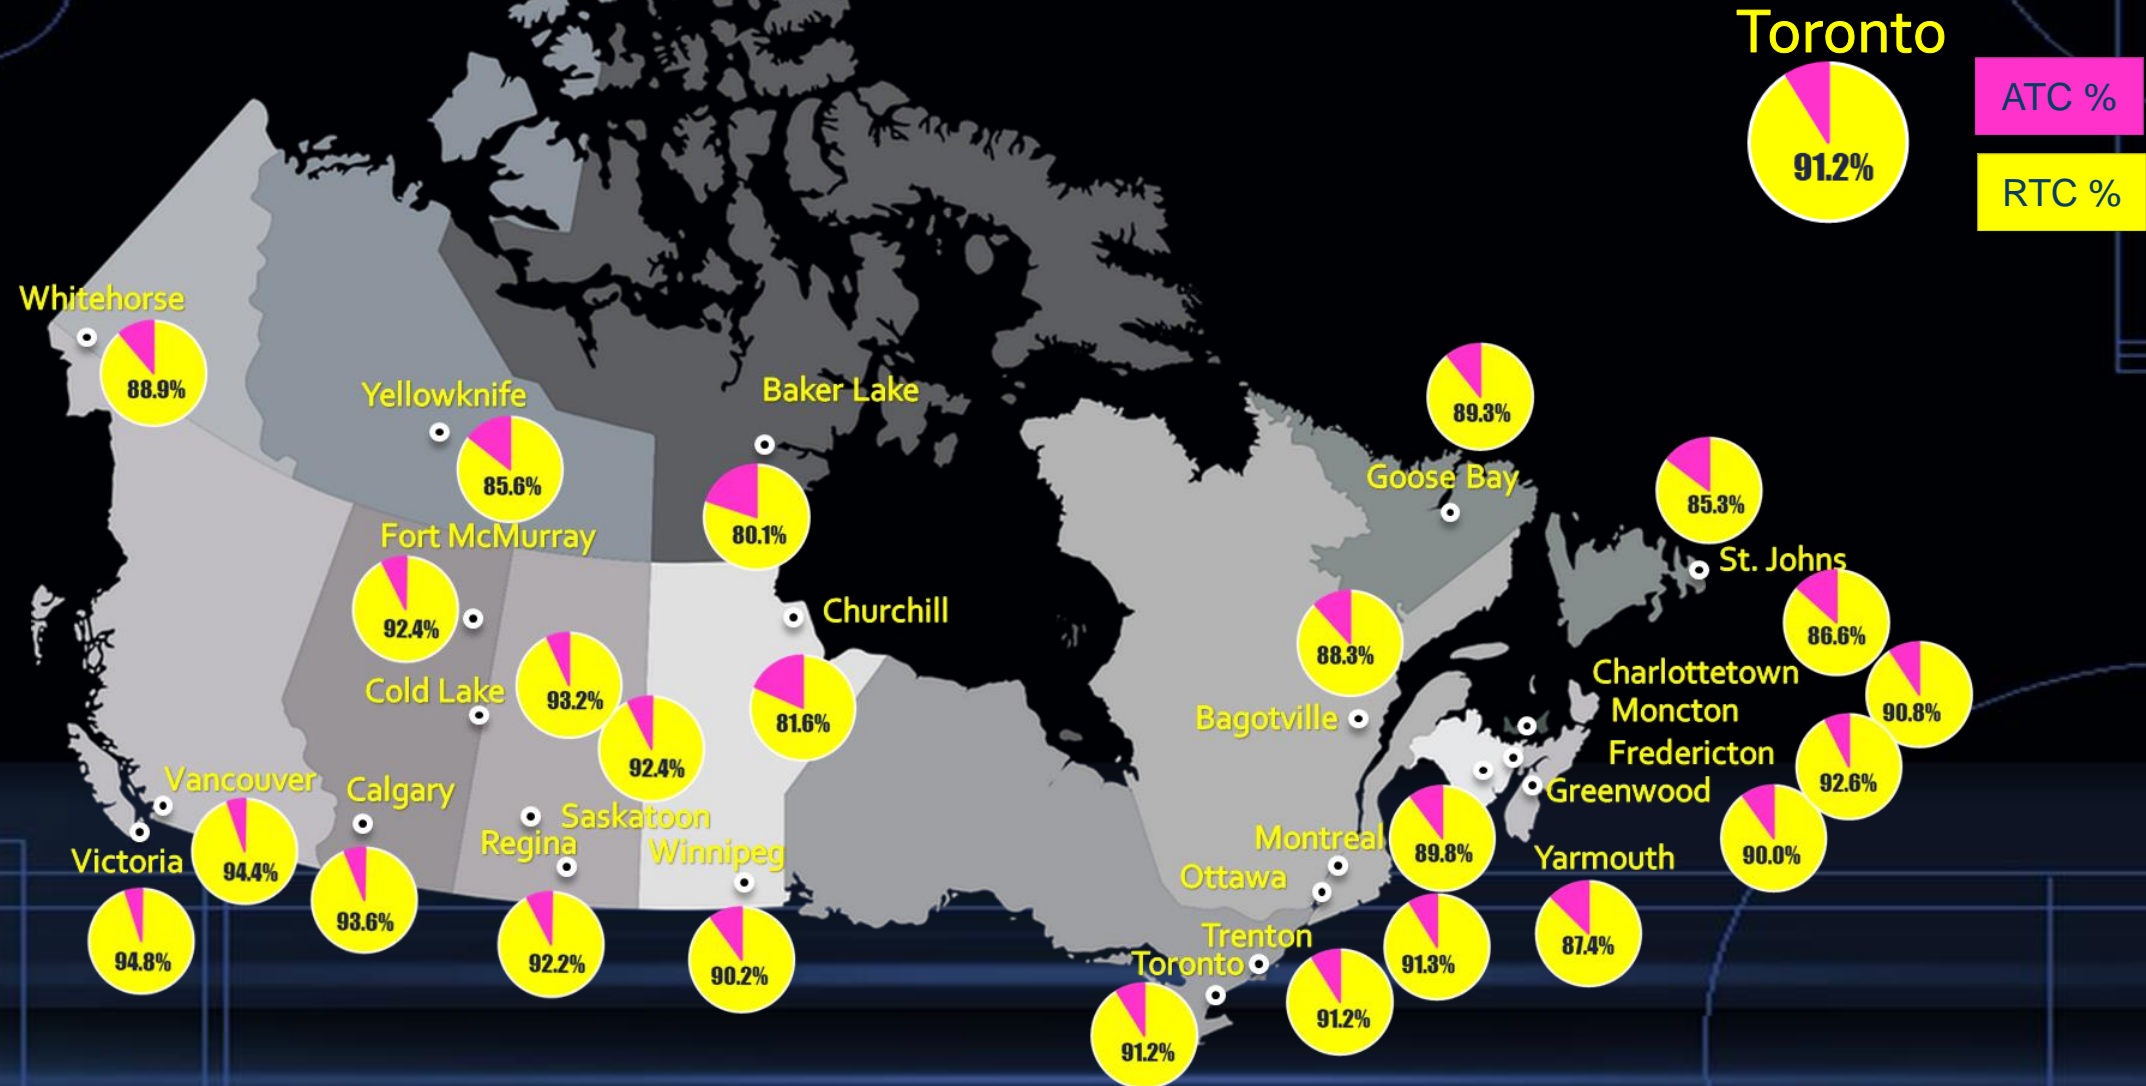 Toronto
91.2%
ATC %
RTC %
Whitehorse
88.9%
Yellowknife
85.6%
Baker Lake
80.1%
Fort McMurray
92.4%
Churchill
81.6%
Cold Lake
93.2%
92.4%
Saskatoon
Vancouver
94.4%
Victoria
94.8%
Calgary
93.6%
Regina
92.2%
Winnipeg
90.2%
89.3%
Goose Bay
85.3%
St. Johns
88.3%
Bagotville
86.6%
Charlottetown
90.8%
Moncton
Fredericton
92.6%
Greenwood
90.0%
Montreal
89.8%
Ottawa
91.3%
Yarmouth
87.4%
Trenton
91.2%
Toronto
91.2%